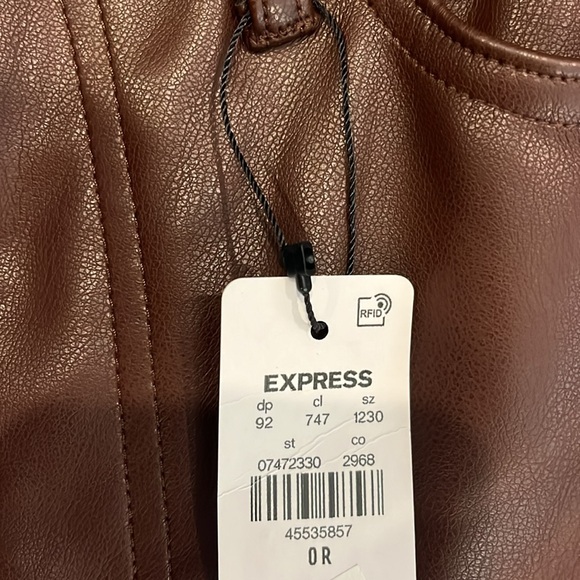 RFID
EXPRESS
dp cl sz
92 747 1230
st co
07472330 2968
45535857
0R